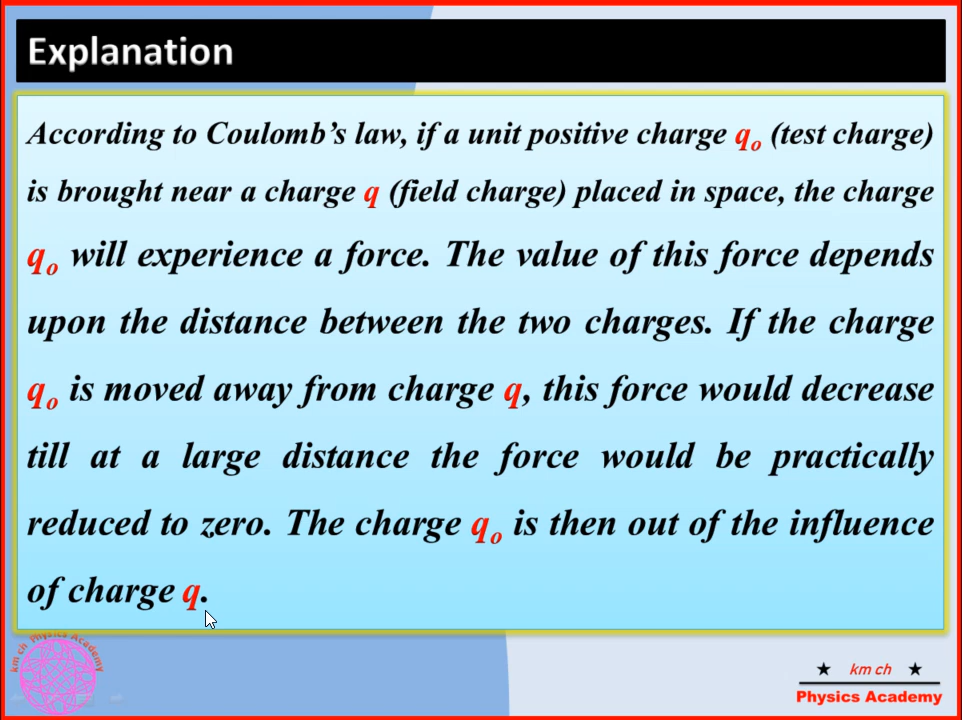 Explanation
According to Coulomb's law, if a unit positive charge qo (test charge)
is brought near a charge q (field charge) placed in space, the charge
qo will experience a force. The value of this force depends
upon the distance between the two charges. If the charge
qo is moved away from charge q, this force would decrease
till at a large distance the force would be practically
reduced to zero. The charge qo is then out of the influence
of charge q.
km ch Physics Academy
★ km ch ★
Physics Academy